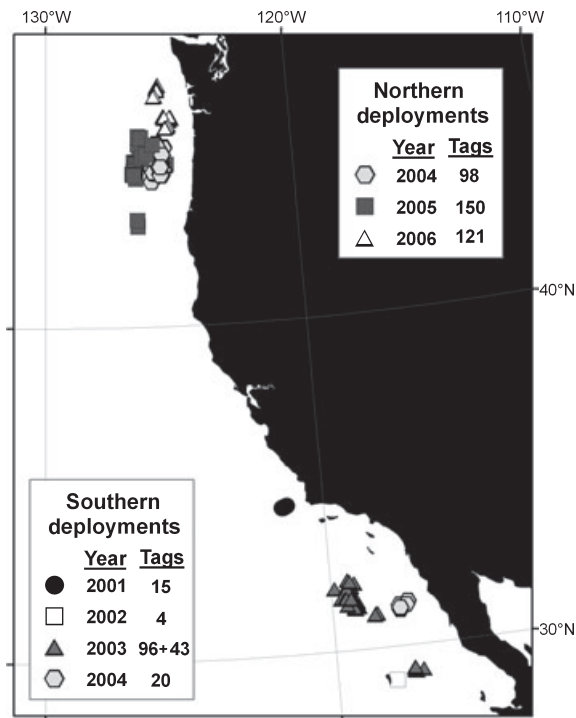 130°W 120°W 110°W
Northern
deployments
Year Tags
2004 98
2005 150
2006 121
40°N
Southern
deployments
Year Tags
2001 15
2002 4
2003 96+43
2004 20
30°N